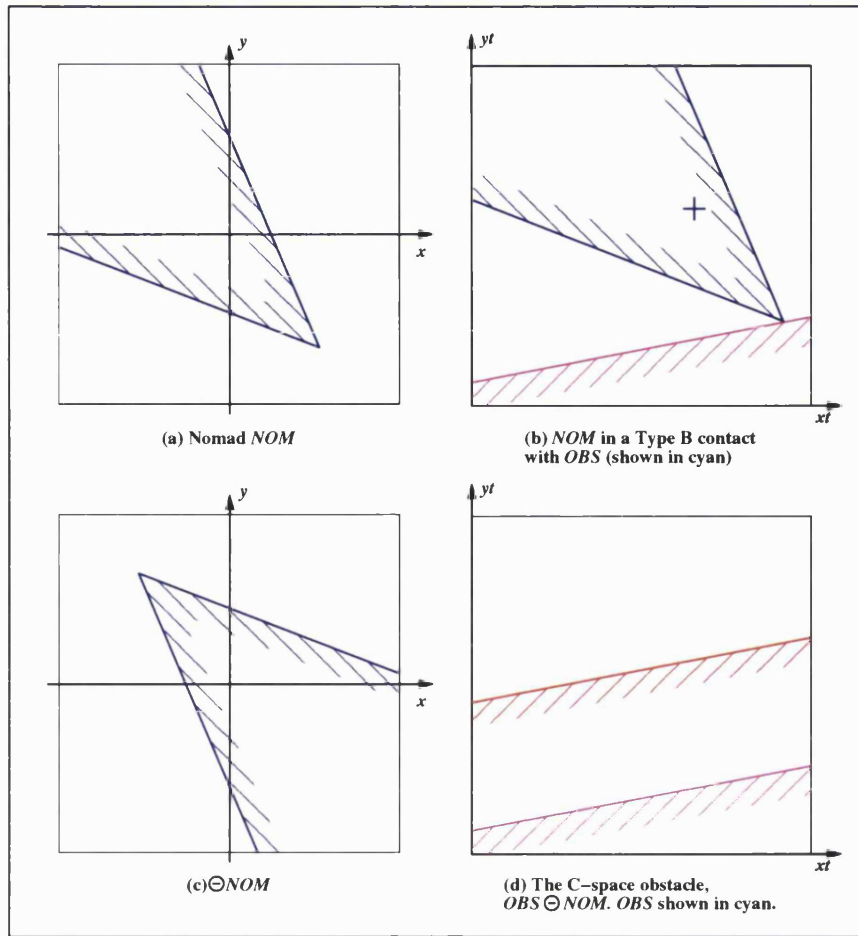 y
x
(a) Nomad NOM
yt
xt
(b) NOM in a Type B contact
with OBS (shown in cyan)
y
x
(c)⊖NOM
yt
xt
(d) The C–space obstacle,
OBS ⊖ NOM. OBS shown in cyan.